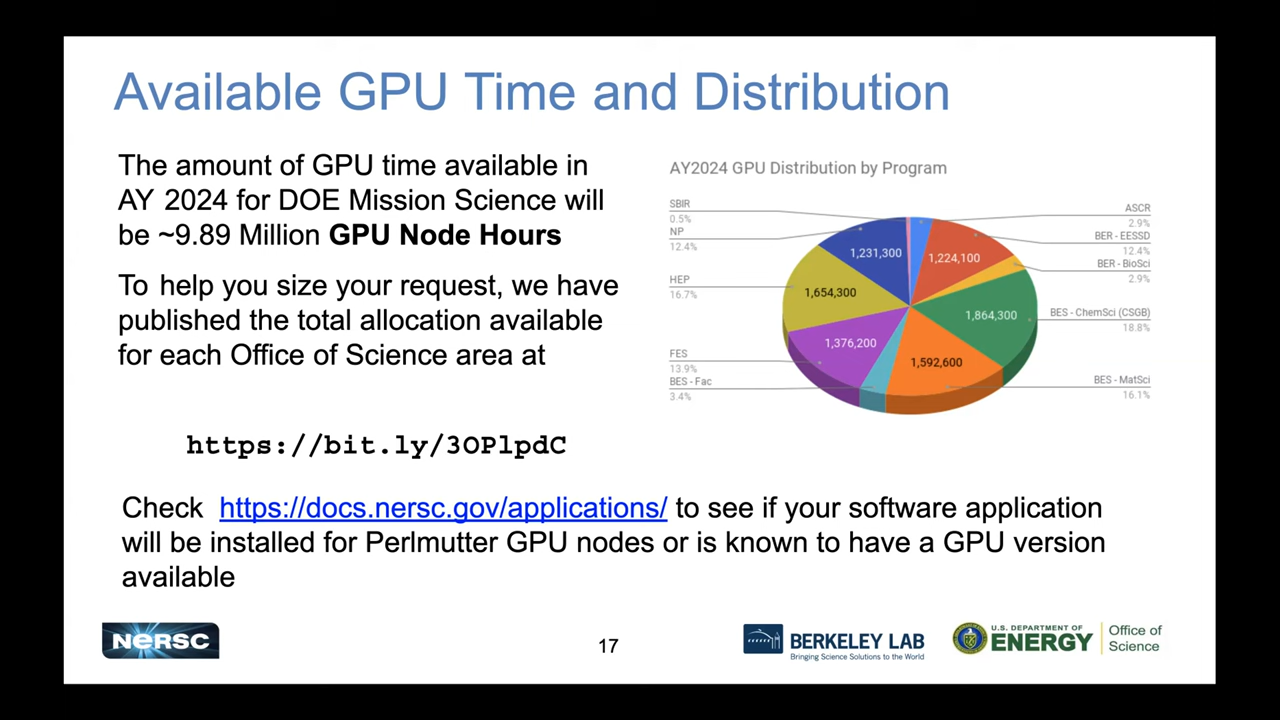 Available GPU Time and Distribution
The amount of GPU time available in
AY 2024 for DOE Mission Science will
be ~9.89 Million GPU Node Hours
To help you size your request, we have
published the total allocation available
for each Office of Science area at
https://bit.ly/3OPlpdC
AY2024 GPU Distribution by Program
SBIR
0.5%
NP
12.4%
HEP
16.7%
FES
13.9%
BES - Fac
3.4%
1,231,300
1,224,100
1,654,300
1,864,300
1,376,200
1,592,600
ASCR
2.9%
BER - EESSD
12.4%
BER - BioSci
2.9%
BES - ChemSci (CSGB)
18.8%
BES - MatSci
16.1%
Check https://docs.nersc.gov/applications/ to see if your software application
will be installed for Perlmutter GPU nodes or is known to have a GPU version
available
NERSC
17
BERKELEY LAB
Bringing Science Solutions to the World
U.S. DEPARTMENT OF
ENERGY
Office of
Science